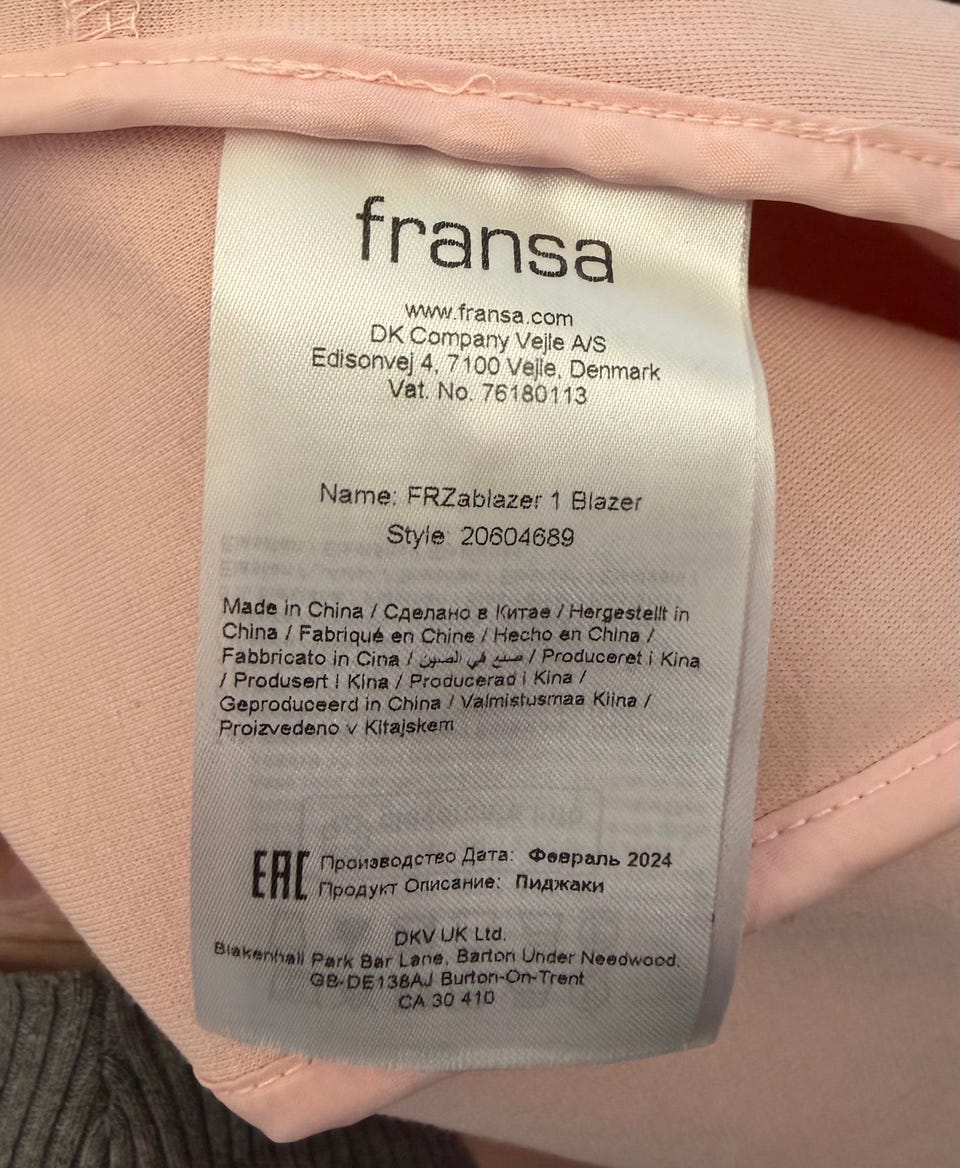 fransa
www.fransa.com
DK Company Vejle A/S
Edisonvej 4, 7100 Vejle, Denmark
Vat. No. 76180113
Name: FRZablazer 1 Blazer
Style: 20604689
Made in China / Сделано в Китае / Hergestellt in
China / Fabriqué en Chine / Hecho en China /
Fabbricato in Cina / صنع في الصين / Produceret i Kina
/ Produsert i Kina / Producerad i Kina /
Geproduceerd in China / Valmistusmaa Kiina /
Proizvedeno v Kitajskem
EAC Производство Дата: Февраль 2024
Продукт Описание: Пиджаки
DKV UK Ltd.
Blakenhall Park Bar Lane, Barton Under Needwood.
GB-DE138AJ Burton-On-Trent
CA 30 410